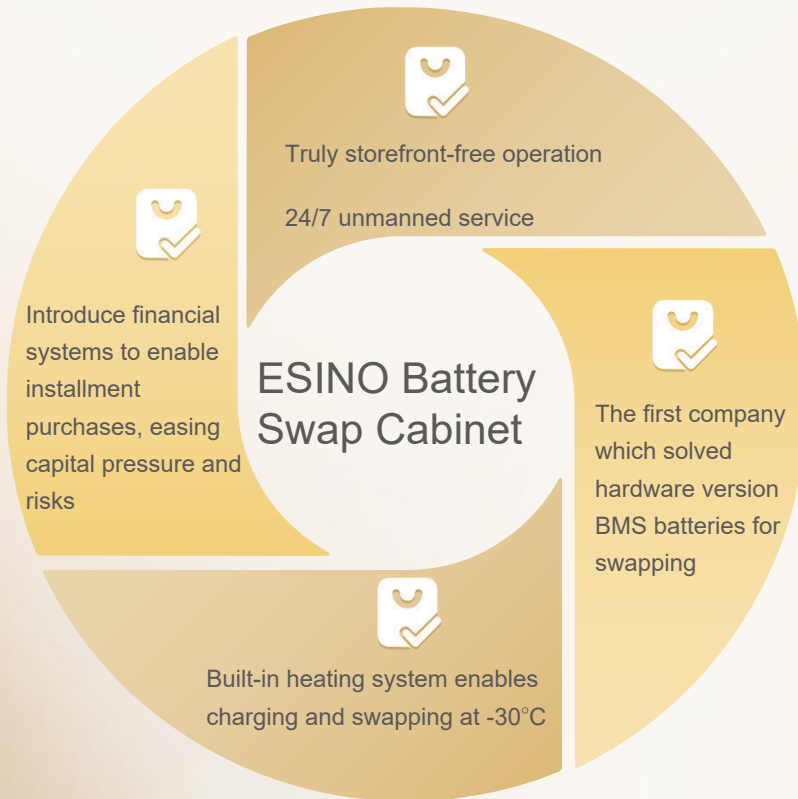 Truly storefront-free operation
24/7 unmanned service
Introduce financial
systems to enable
installment
purchases, easing
capital pressure and
risks
ESINO Battery
Swap Cabinet
The first company
which solved
hardware version
BMS batteries for
swapping
Built-in heating system enables
charging and swapping at -30°C